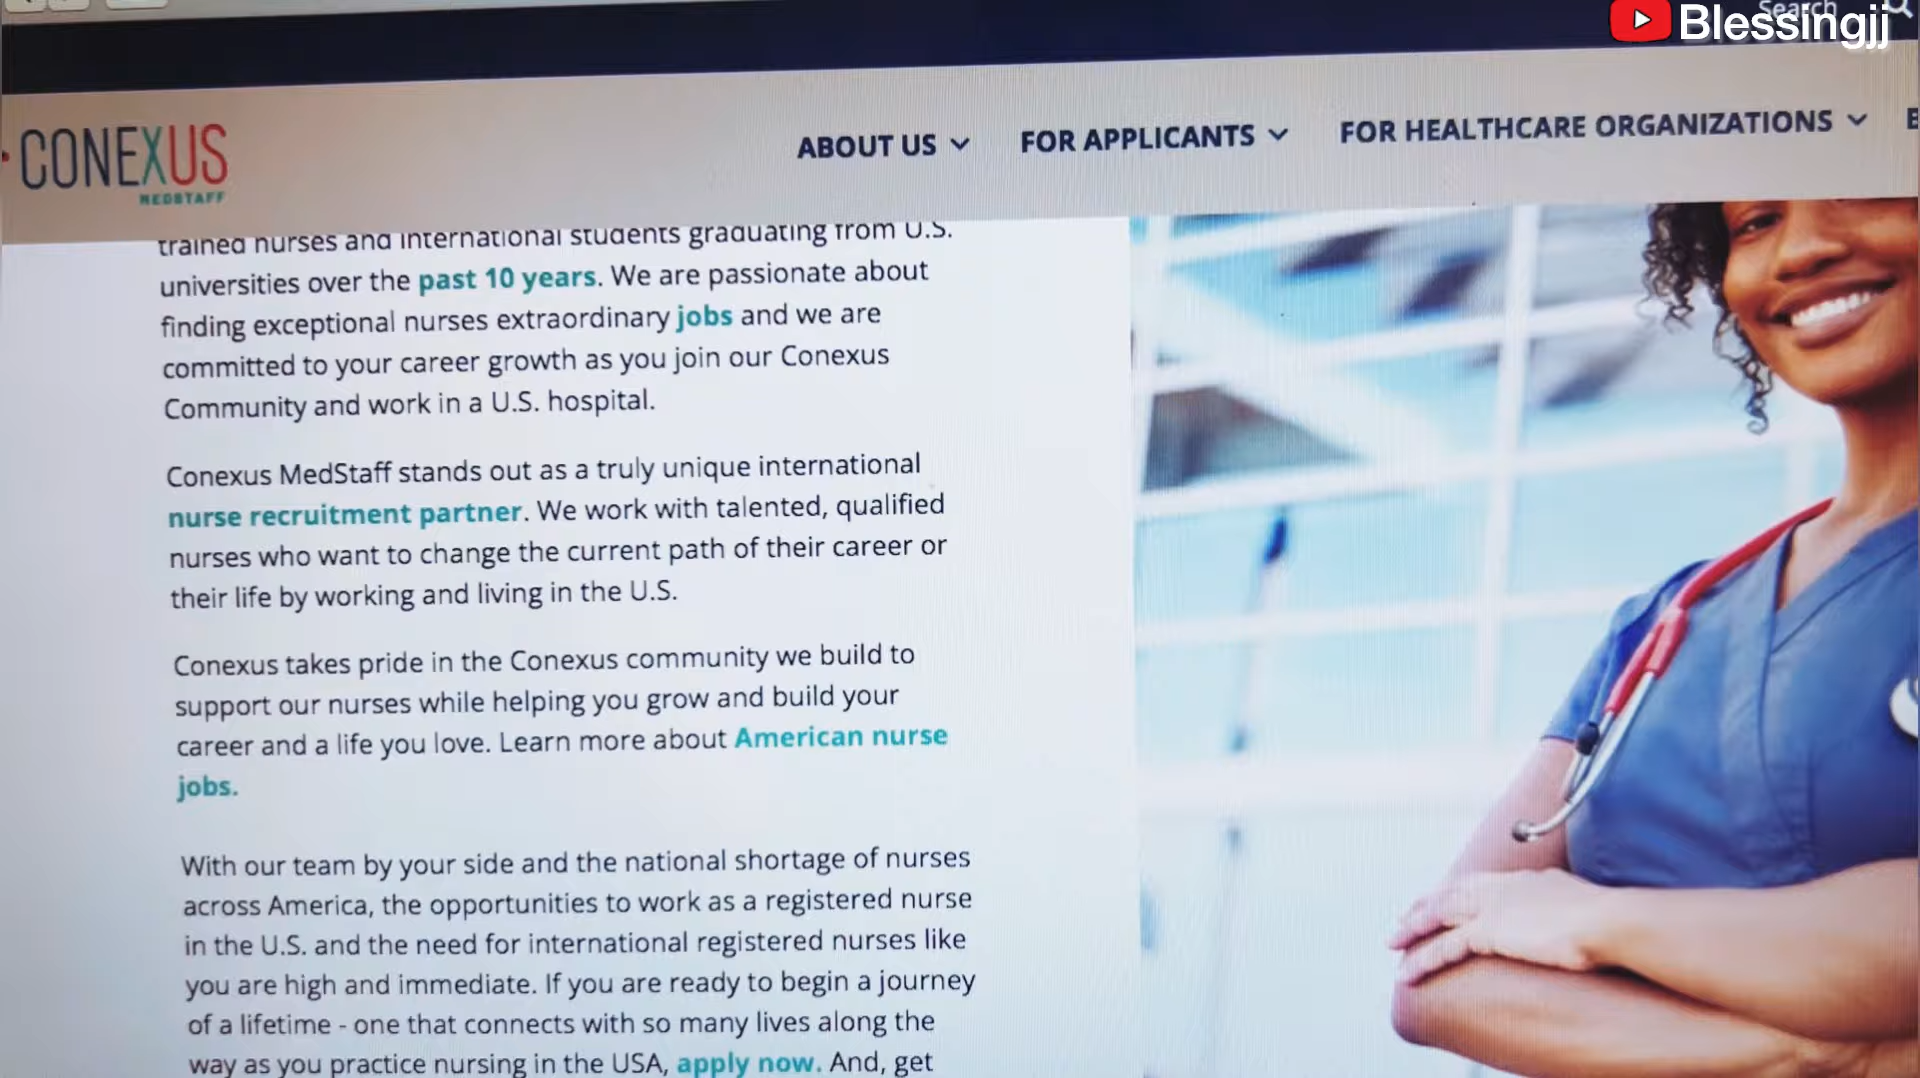 Search
Blessingjj
CONEXUS
MEDSTAFF
ABOUT US
FOR APPLICANTS
FOR HEALTHCARE ORGANIZATIONS
trained nurses and international students graduating from U.S.
universities over the past 10 years. We are passionate about
finding exceptional nurses extraordinary jobs and we are
committed to your career growth as you join our Conexus
Community and work in a U.S. hospital.
Conexus MedStaff stands out as a truly unique international
nurse recruitment partner. We work with talented, qualified
nurses who want to change the current path of their career or
their life by working and living in the U.S.
Conexus takes pride in the Conexus community we build to
support our nurses while helping you grow and build your
career and a life you love. Learn more about American nurse
jobs.
With our team by your side and the national shortage of nurses
across America, the opportunities to work as a registered nurse
in the U.S. and the need for international registered nurses like
you are high and immediate. If you are ready to begin a journey
of a lifetime - one that connects with so many lives along the
way as you practice nursing in the USA, apply now. And, get